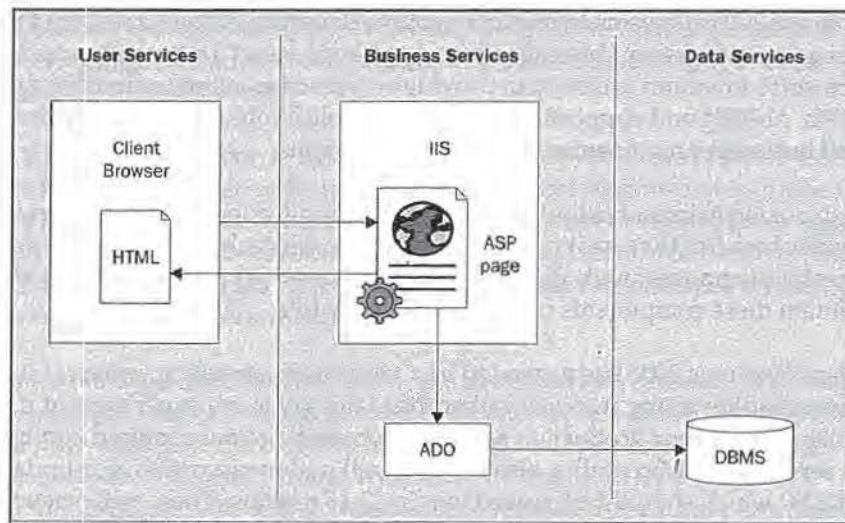 User Services
Business Services
Data Services
Client
Browser
IIS
HTML
ASP
page
ADO
DBMS